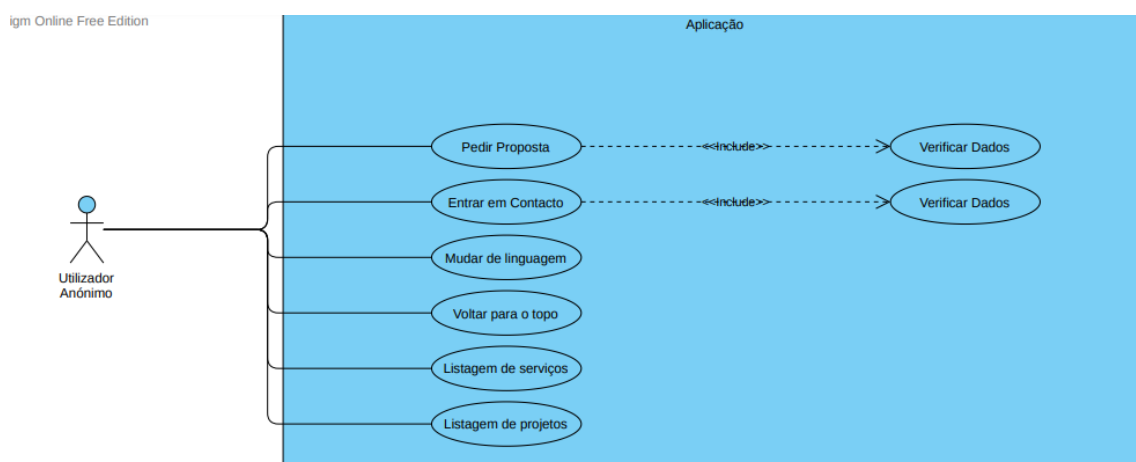 igm Online Free Edition
Aplicação
Pedir Proposta
<<Include>>
Verificar Dados
Entrar em Contacto
<<Include>>
Verificar Dados
Mudar de linguagem
Utilizador
Anónimo
Voltar para o topo
Listagem de serviços
Listagem de projetos